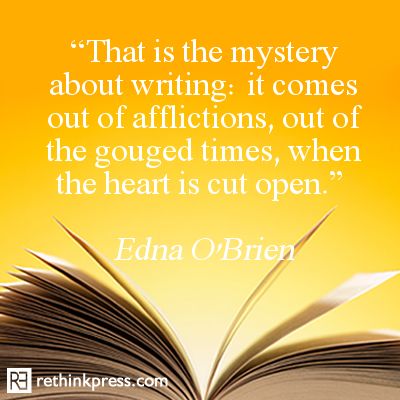 “That is the mystery
about writing: it comes
out of afflictions, out of
the gouged times, when
the heart is cut open.”
Edna O'Brien
RE rethinkpress.com